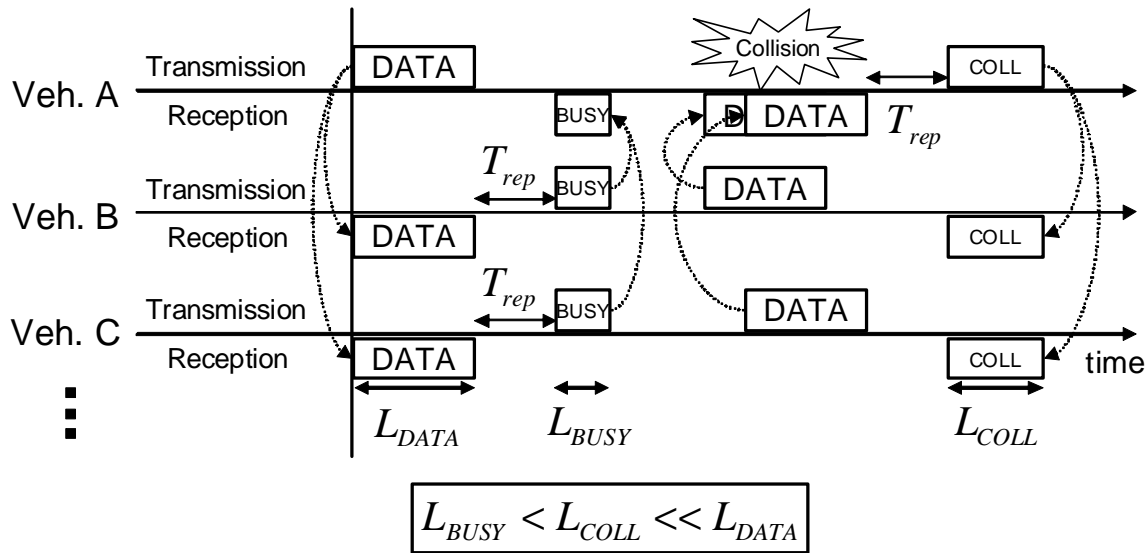 Collision
Transmission DATA COLL
Veh. A
Reception BUSY D DATA T_rep
T_rep
Transmission BUSY DATA
Veh. B
Reception DATA COLL
T_rep
Transmission BUSY DATA
Veh. C
Reception DATA COLL time
L_DATA L_BUSY L_COLL
L_BUSY < L_COLL << L_DATA